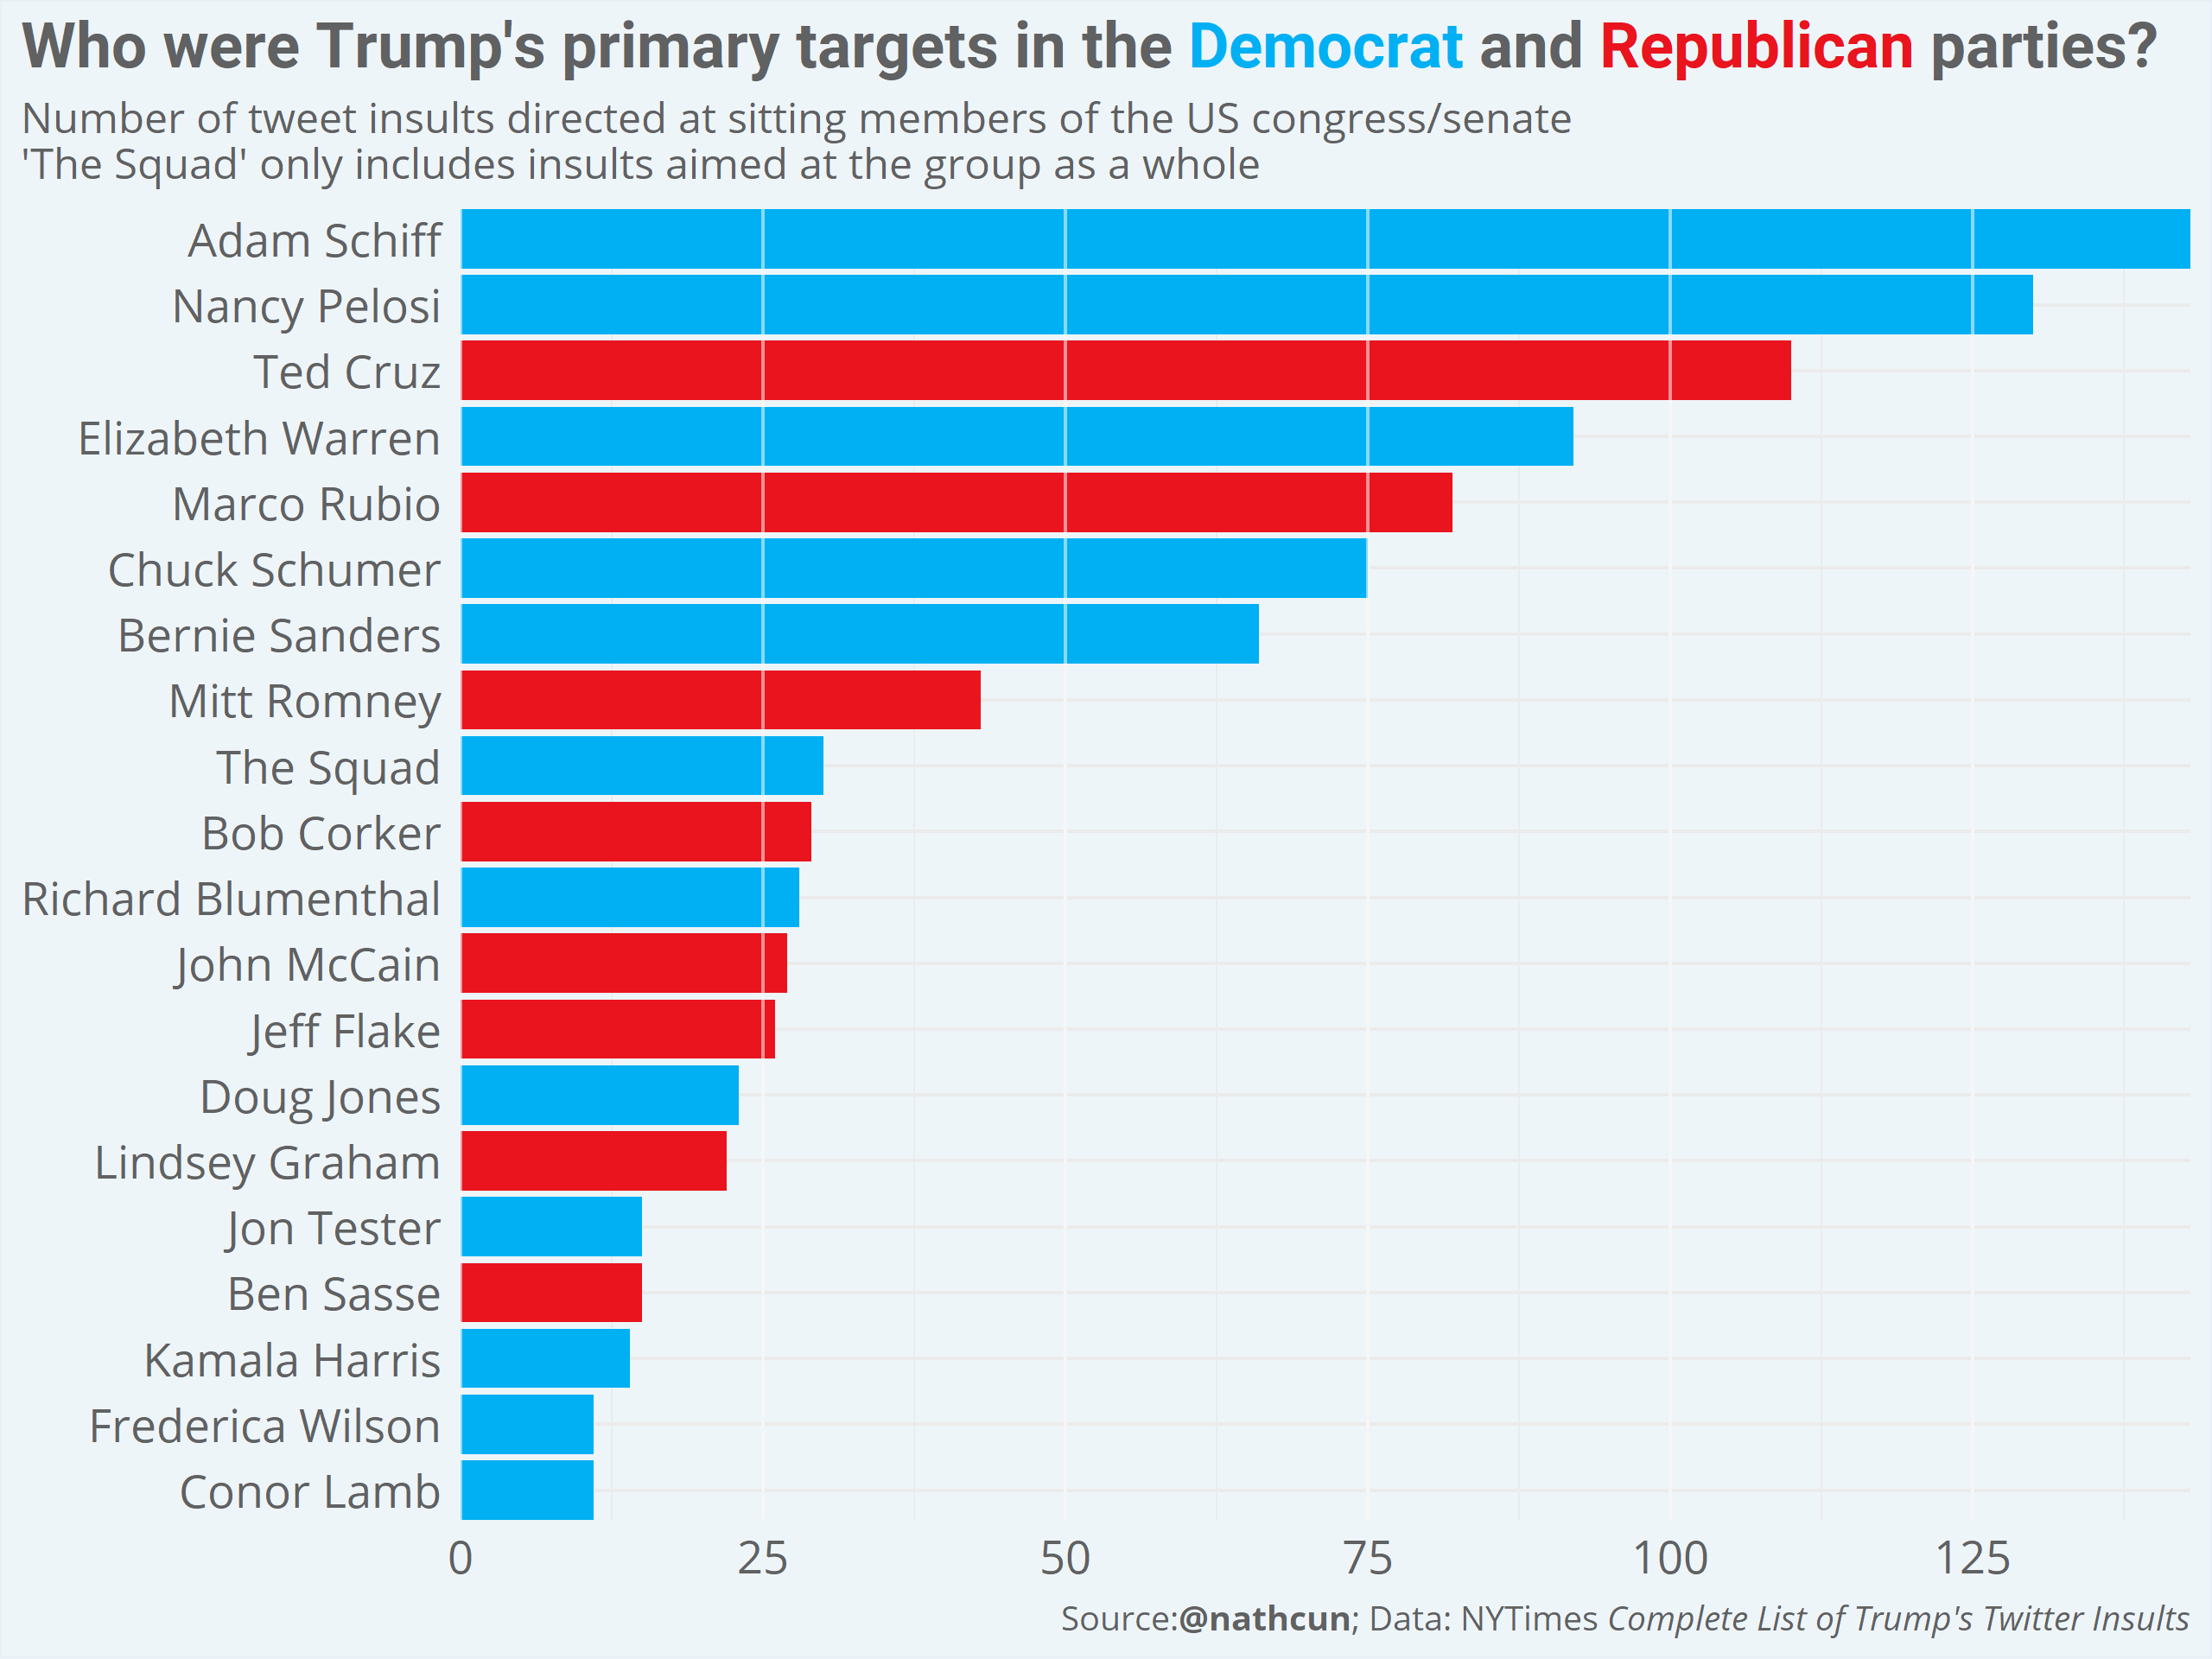 Who were Trump's primary targets in the Democrat and Republican parties?
Number of tweet insults directed at sitting members of the US congress/senate
'The Squad' only includes insults aimed at the group as a whole
Adam Schiff
Nancy Pelosi
Ted Cruz
Elizabeth Warren
Marco Rubio
Chuck Schumer
Bernie Sanders
Mitt Romney
The Squad
Bob Corker
Richard Blumenthal
John McCain
Jeff Flake
Doug Jones
Lindsey Graham
Jon Tester
Ben Sasse
Kamala Harris
Frederica Wilson
Conor Lamb
0 25 50 75 100 125
Source:@nathcun; Data: NYTimes Complete List of Trump's Twitter Insults